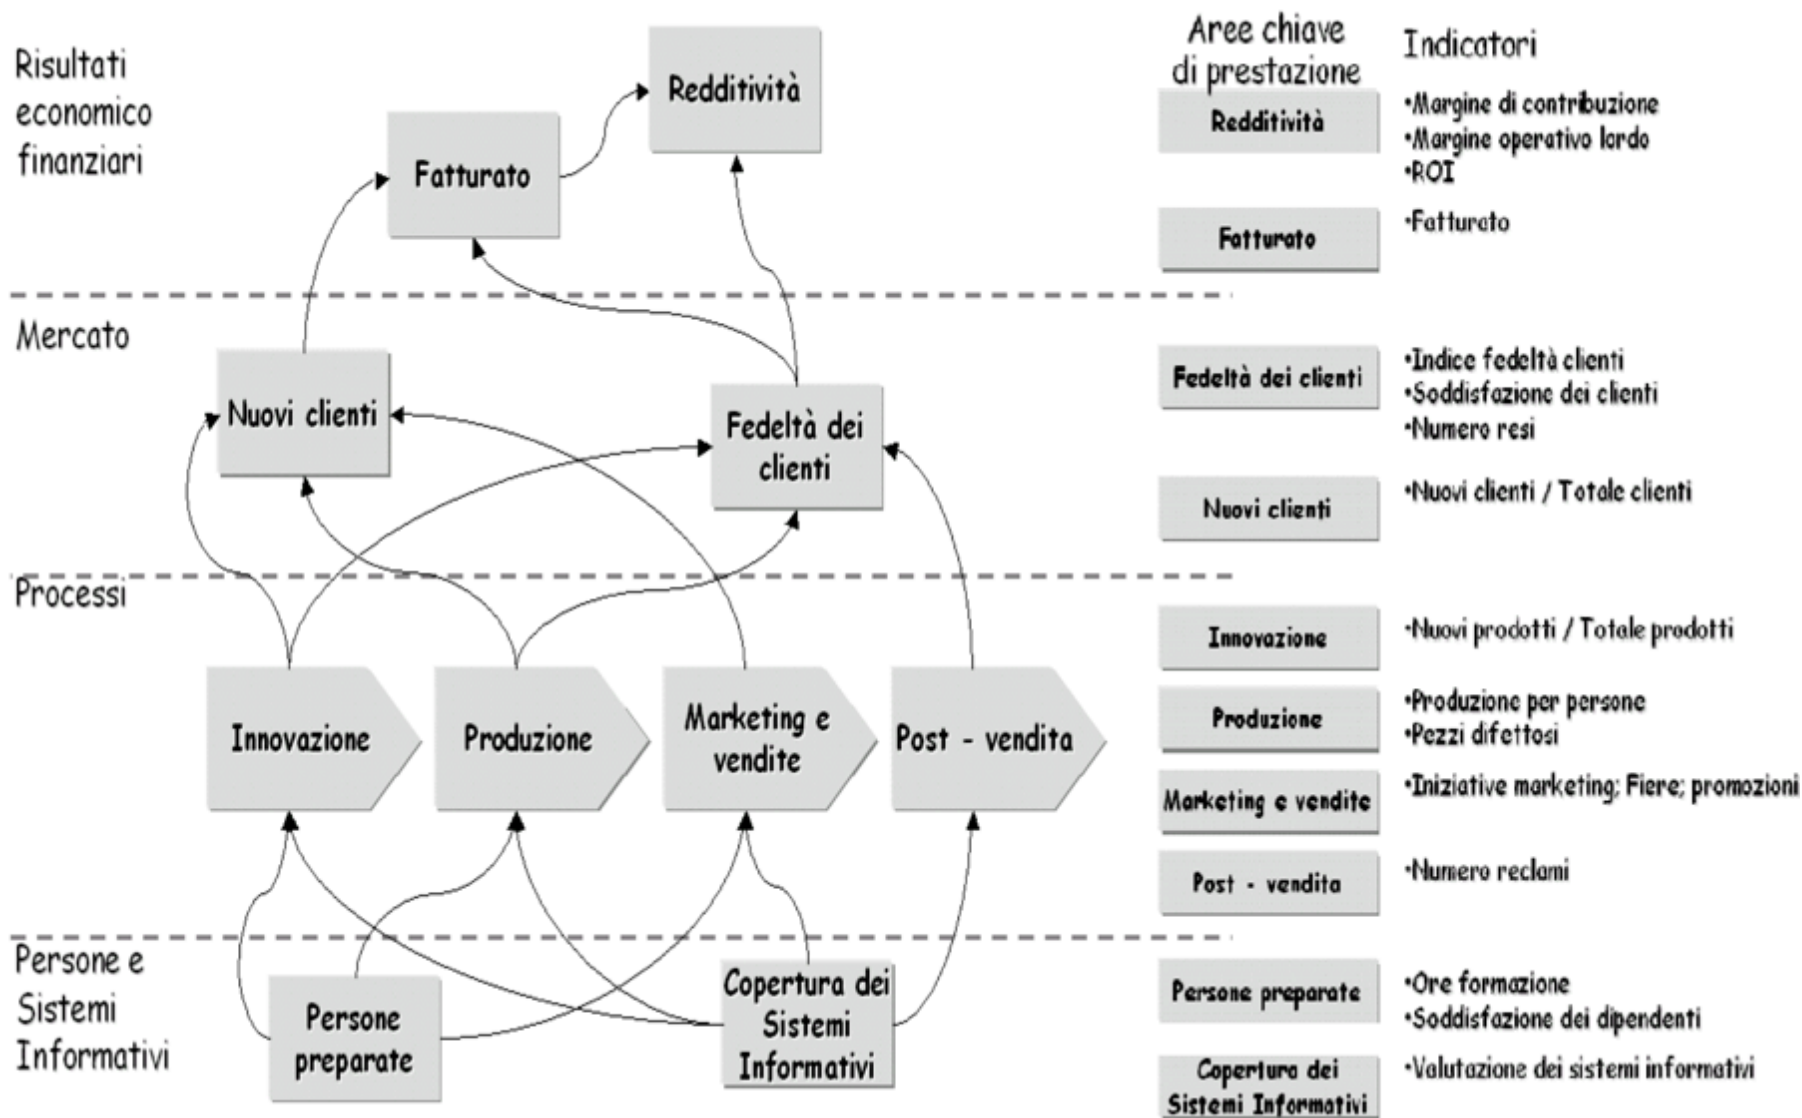 Risultati
economico
finanziari
Redditività
Fatturato
Mercato
Nuovi clienti
Fedeltà dei
clienti
Processi
Innovazione
Produzione
Marketing e
vendite
Post - vendita
Persone e
Sistemi
Informativi
Persone
preparate
Copertura dei
Sistemi
Informativi
Aree chiave
di prestazione
Indicatori
Redditività
•Margine di contribuzione
•Margine operativo lordo
•ROI
Fatturato
•Fatturato
Fedeltà dei clienti
•Indice fedeltà clienti
•Soddisfazione dei clienti
•Numero resi
Nuovi clienti
•Nuovi clienti / Totale clienti
Innovazione
•Nuovi prodotti / Totale prodotti
Produzione
•Produzione per persone
•Pezzi difettosi
Marketing e vendite
•Iniziative marketing; Fiere; promozioni
Post - vendita
•Numero reclami
Persone preparate
•Ore formazione
•Soddisfazione dei dipendenti
Copertura dei
Sistemi Informativi
•Valutazione dei sistemi informativi